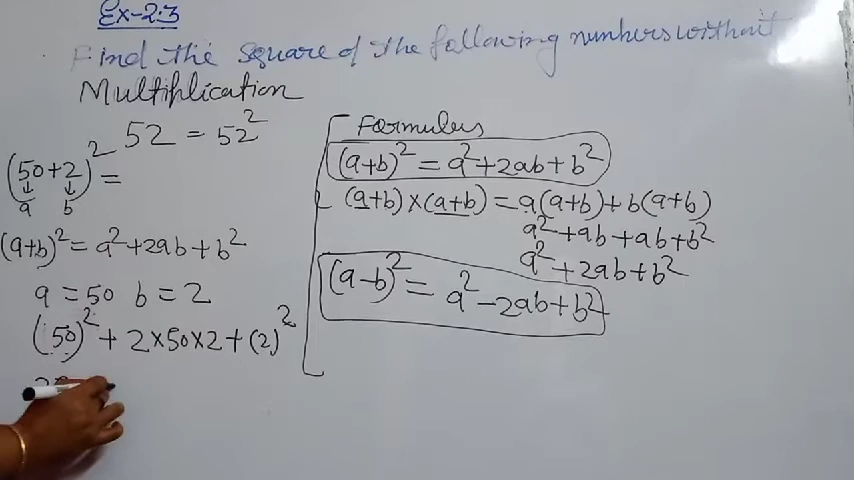 Ex-2.3
Find the square of the following numbers without
Multiplication
52 = 52²
(50+2)² =
a b
(a+b)² = a²+2ab+b²
a = 50 b = 2
(50)² + 2×50×2+(2)²
Formulus
(a+b)² = a²+2ab+b²
(a+b)×(a+b) = a(a+b)+b(a+b)
a²+ab+ab+b²
a²+2ab+b²
(a-b)² = a²-2ab+b²